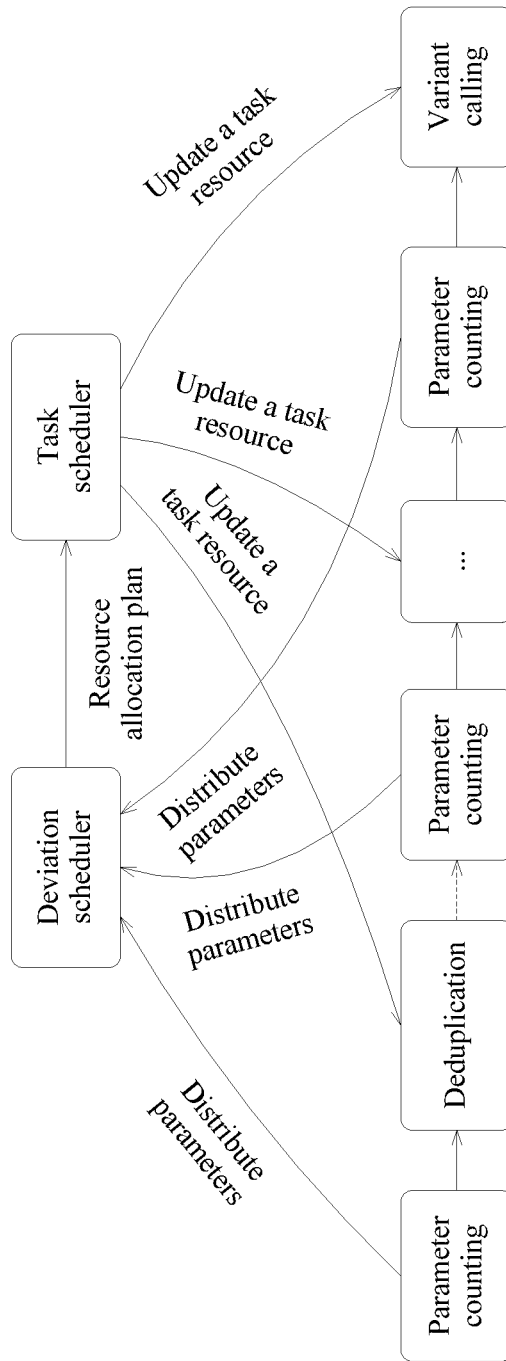 Deviation
scheduler
Resource
allocation plan
Task
scheduler
Distribute
parameters
Distribute
parameters
Distribute
parameters
Update a
task resource
Update a task
resource
Update a task
resource
Parameter
counting
Deduplication
Parameter
counting
...
Parameter
counting
Variant
calling